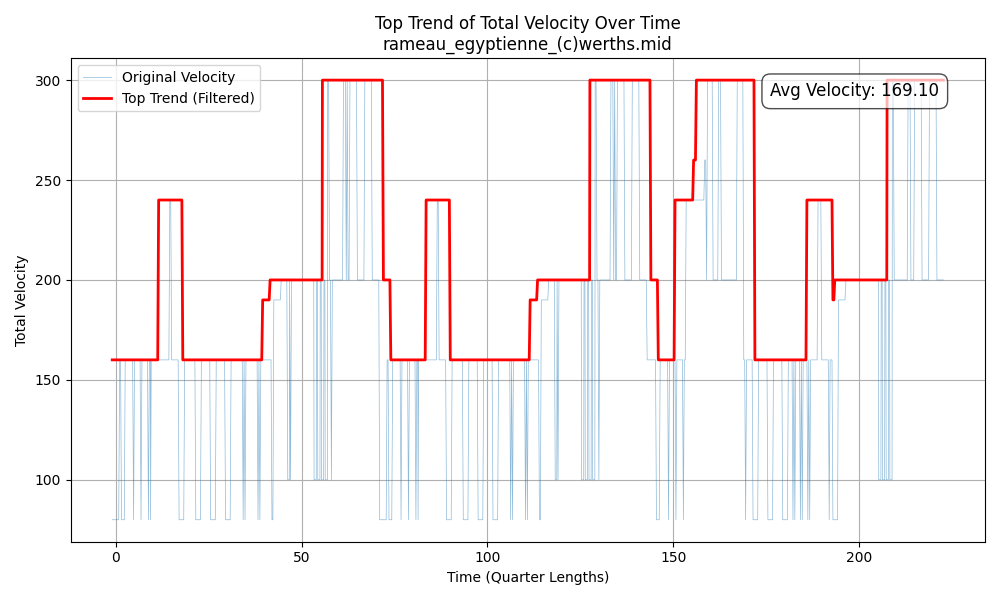 Top Trend of Total Velocity Over Time
rameau_egyptienne_(c)werths.mid
Original Velocity
Top Trend (Filtered)
Avg Velocity: 169.10
300
250
200
150
100
Total Velocity
0 50 100 150 200
Time (Quarter Lengths)